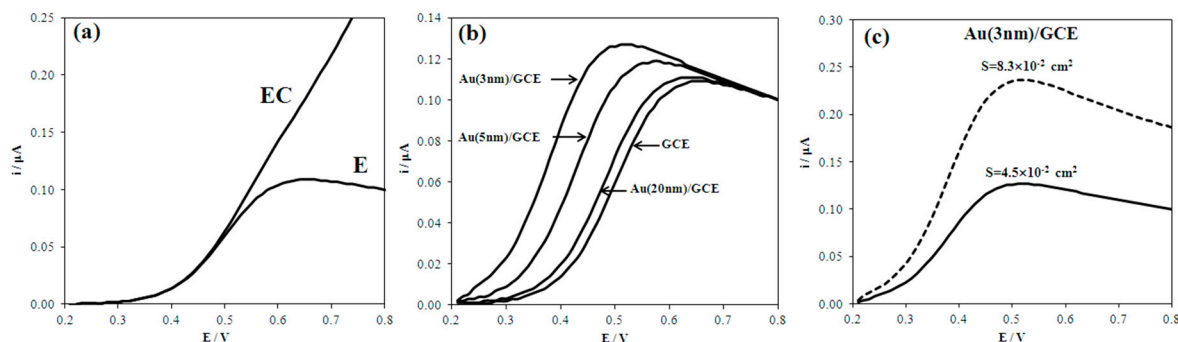 (a)
0.25
0.20
0.15
0.10
0.05
0.00
i / μA
EC
E
0.2 0.3 0.4 0.5 0.6 0.7 0.8
E / V
(b)
0.14
0.12
0.10
0.08
0.06
0.04
0.02
0.00
i / μA
Au(3nm)/GCE
Au(5nm)/GCE
GCE
Au(20nm)/GCE
0.2 0.3 0.4 0.5 0.6 0.7 0.8
E / V
(c)
Au(3nm)/GCE
0.30
0.25
0.20
0.15
0.10
0.05
0.00
i / μA
S=8.3×10⁻² cm²
S=4.5×10⁻² cm²
0.2 0.3 0.4 0.5 0.6 0.7 0.8
E / V